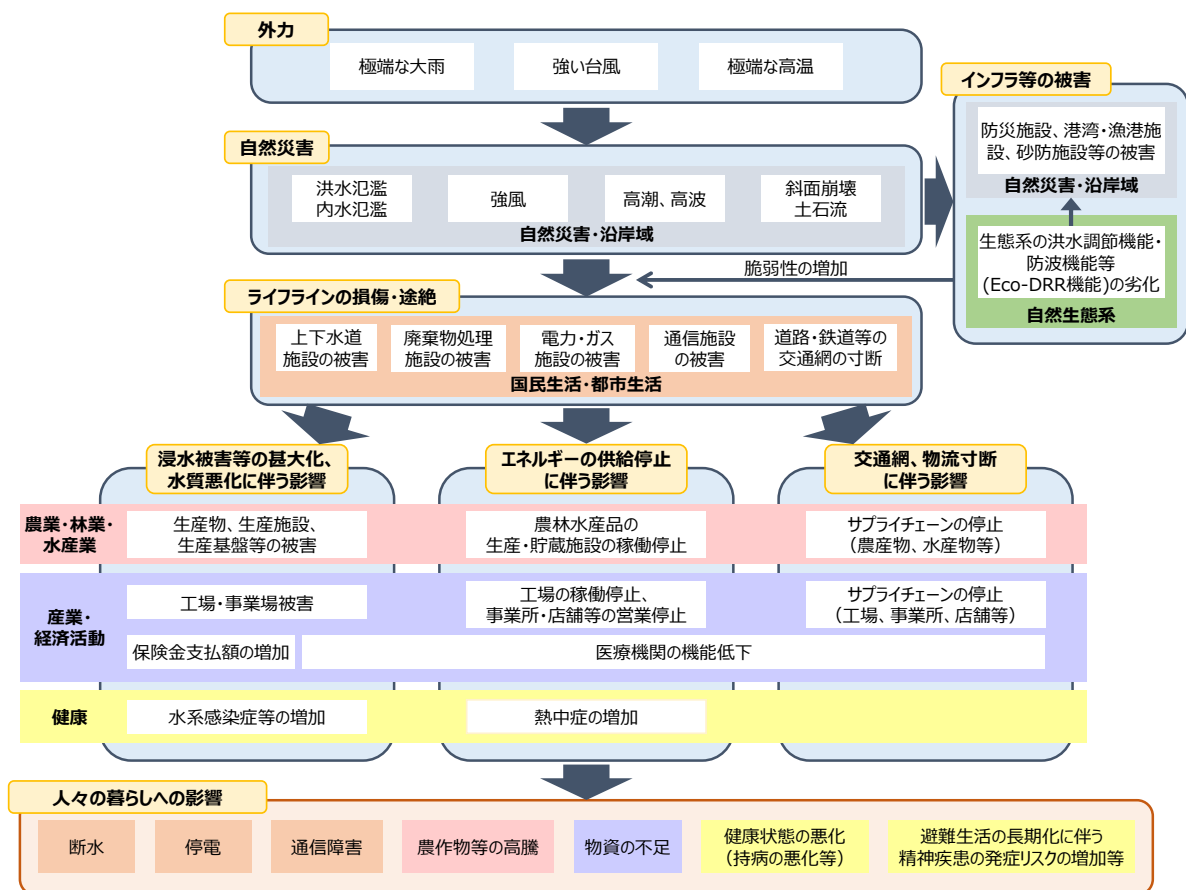 外力
極端な大雨
強い台風
極端な高温
インフラ等の被害
防災施設、港湾・漁港施
設、砂防施設等の被害
自然災害・沿岸域
生態系の洪水調節機能・
防波機能等
(Eco-DRR機能)の劣化
自然生態系
自然災害
洪水氾濫
内水氾濫
強風
高潮、高波
斜面崩壊
土石流
自然災害・沿岸域
脆弱性の増加
ライフラインの損傷・途絶
上下水道
施設の被害
廃棄物処理
施設の被害
電力・ガス
施設の被害
通信施設
の被害
道路・鉄道等の
交通網の寸断
国民生活・都市生活
浸水被害等の甚大化、
水質悪化に伴う影響
エネルギーの供給停止
に伴う影響
交通網、物流寸断
に伴う影響
農業・林業・
水産業
生産物、生産施設、
生産基盤等の被害
農林水産品の
生産・貯蔵施設の稼働停止
サプライチェーンの停止
(農産物、水産物等)
産業・
経済活動
工場・事業場被害
工場の稼働停止、
事業所・店舗等の営業停止
サプライチェーンの停止
(工場、事業所、店舗等)
保険金支払額の増加
医療機関の機能低下
健康
水系感染症等の増加
熱中症の増加
人々の暮らしへの影響
断水
停電
通信障害
農作物等の高騰
物資の不足
健康状態の悪化
(持病の悪化等)
避難生活の長期化に伴う
精神疾患の発症リスクの増加等